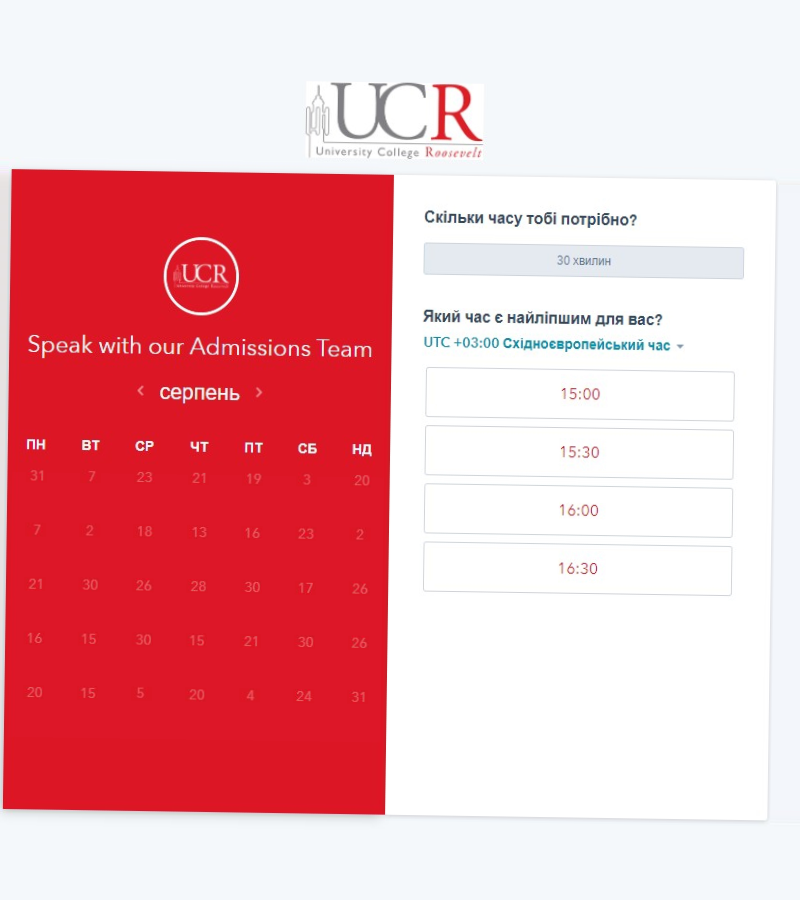 UCR
University College Roosevelt
UCR
Speak with our Admissions Team
серпень
ПН ВТ СР ЧТ ПТ СБ НД
31 7 23 21 19 3 20
7 2 18 13 16 23 2
21 30 26 28 30 17 26
16 15 30 15 21 30 26
20 15 5 20 4 24 31
Скільки часу тобі потрібно?
30 хвилин
Який час є найліпшим для вас?
UTC +03:00 Східноєвропейський час
15:00
15:30
16:00
16:30